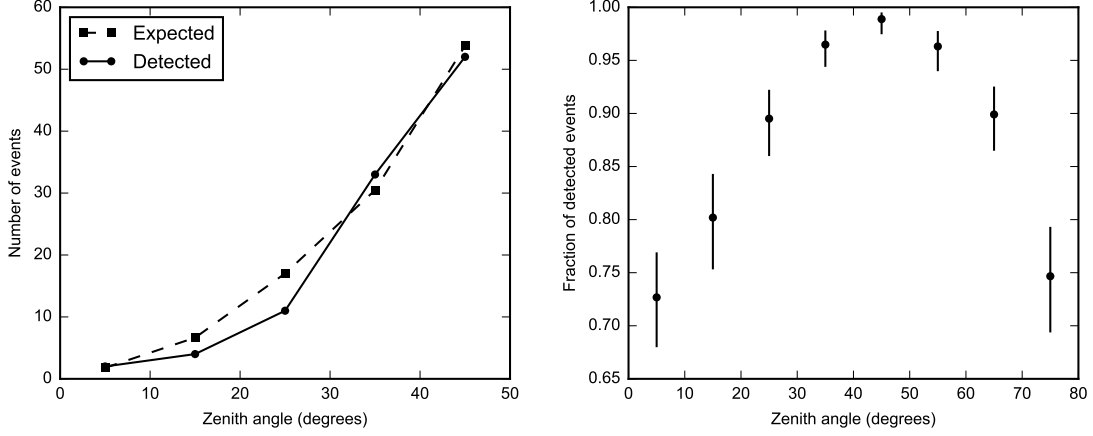 60
50
40
30
20
10
0
Number of events
Expected
Detected
0 10 20 30 40 50
Zenith angle (degrees)
1.00
0.95
0.90
0.85
0.80
0.75
0.70
0.65
Fraction of detected events
0 10 20 30 40 50 60 70 80
Zenith angle (degrees)